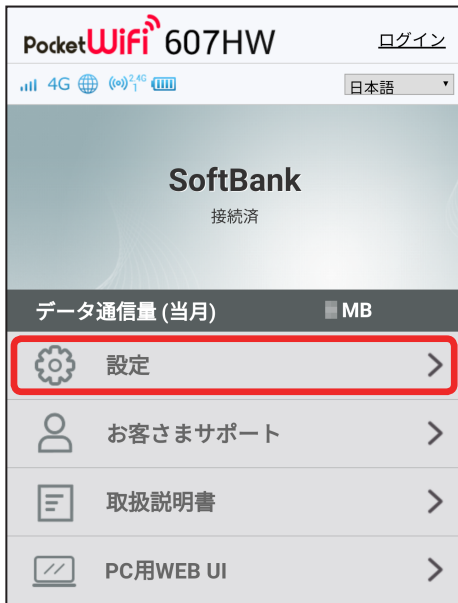 PocketWiFi 607HW ログイン
4G 2.4G 1 日本語
SoftBank
接続済
データ通信量 (当月) MB
設定
お客さまサポート
取扱説明書
PC用WEB UI